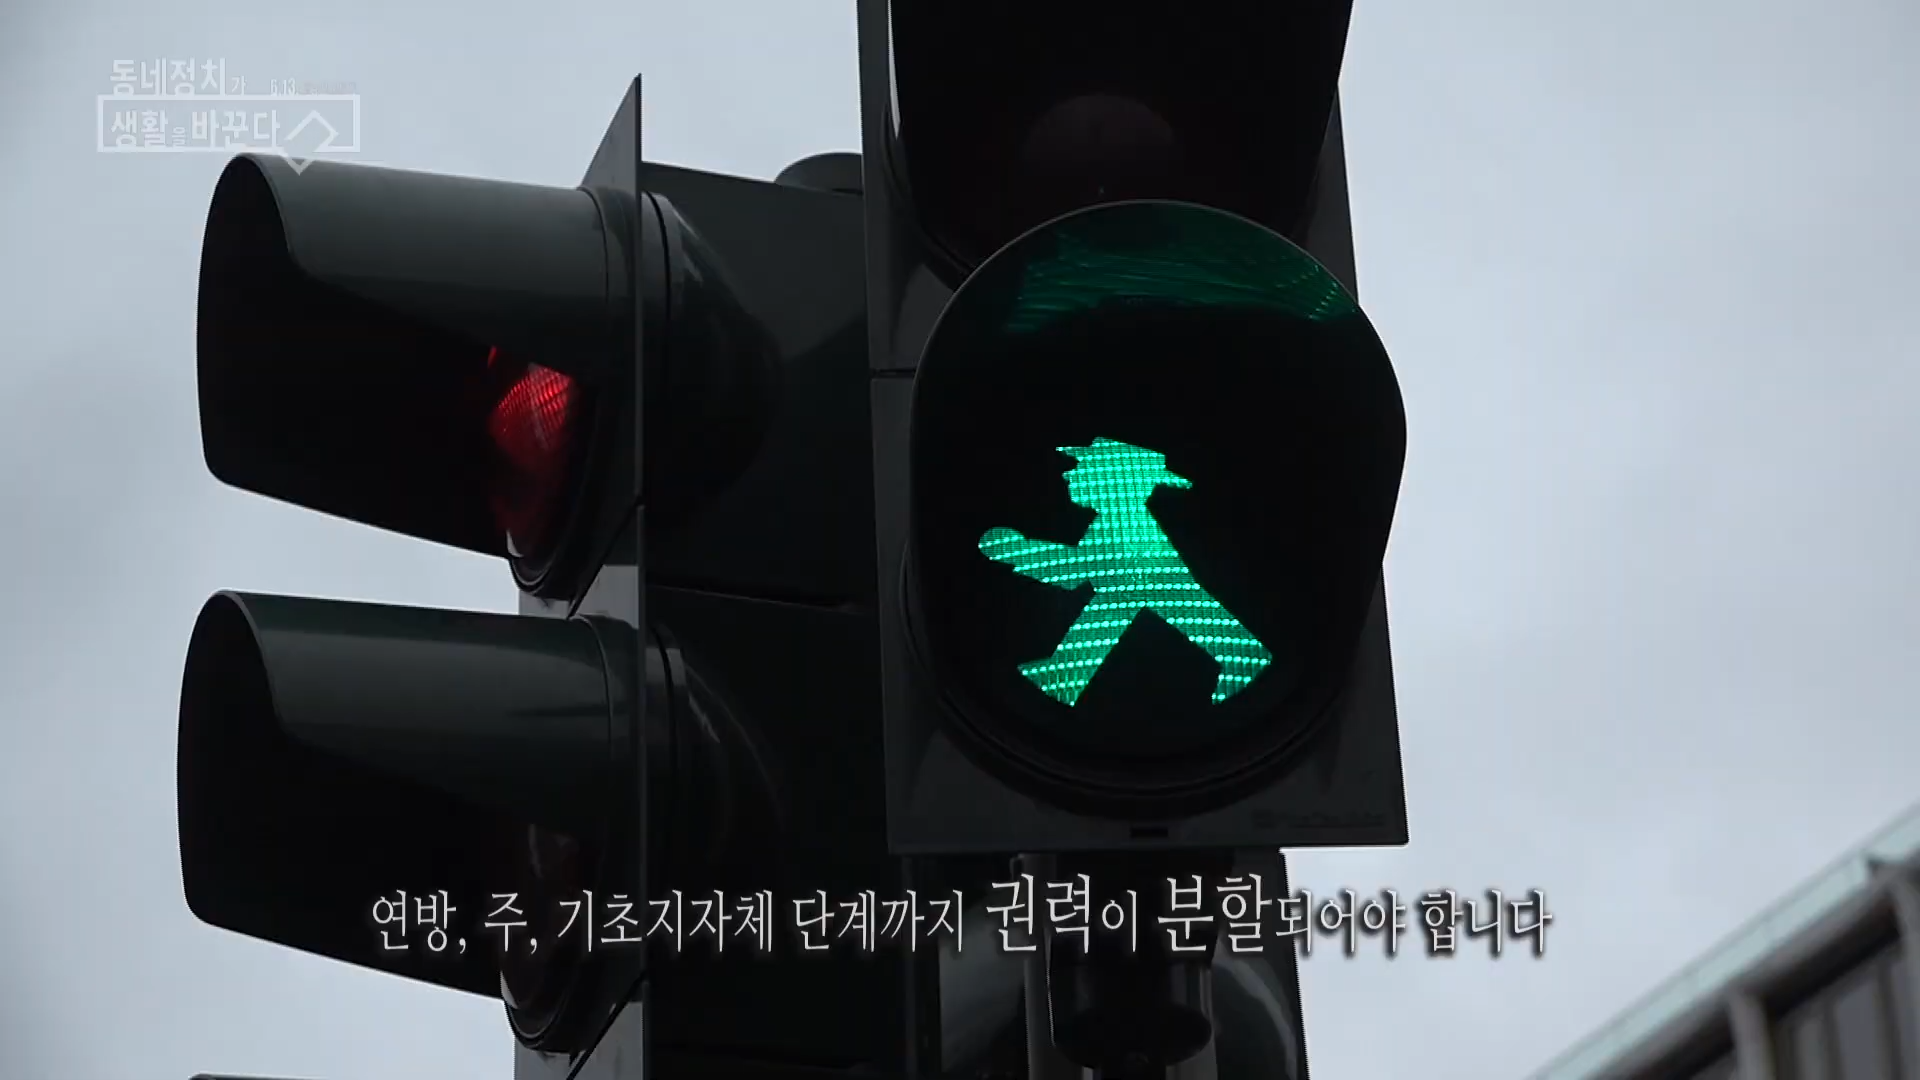 동네정치가 6.13.
생활을 바꾼다
연방, 주, 기초지자체 단계까지 권력이 분할되어야 합니다